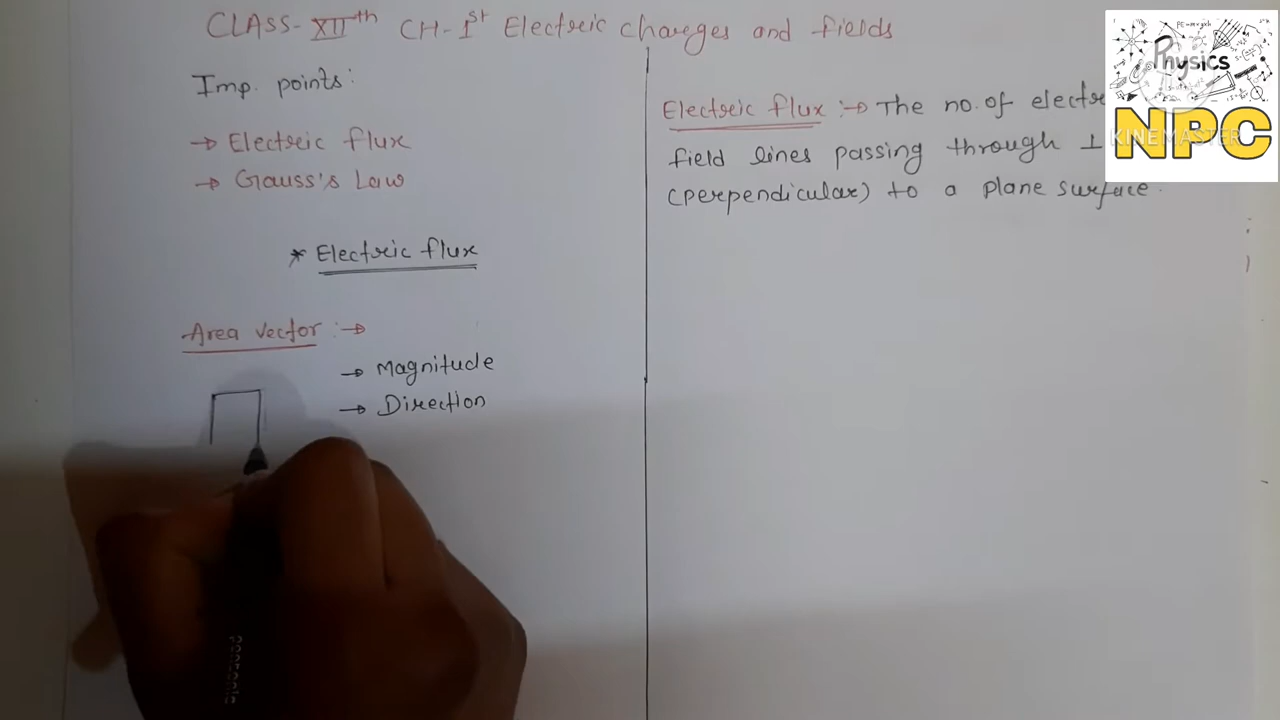 CLASS-XIIth CH-1st Electric charges and fields
Imp. points:
→ Electric flux
→ Gauss's Law
* Electric flux
Area vector :→
→ Magnitude
→ Direction
Electric flux :→ The no. of electr
field lines passing through ⊥
(perpendicular) to a plane surface.
Physics
NPC
KINEMASTER